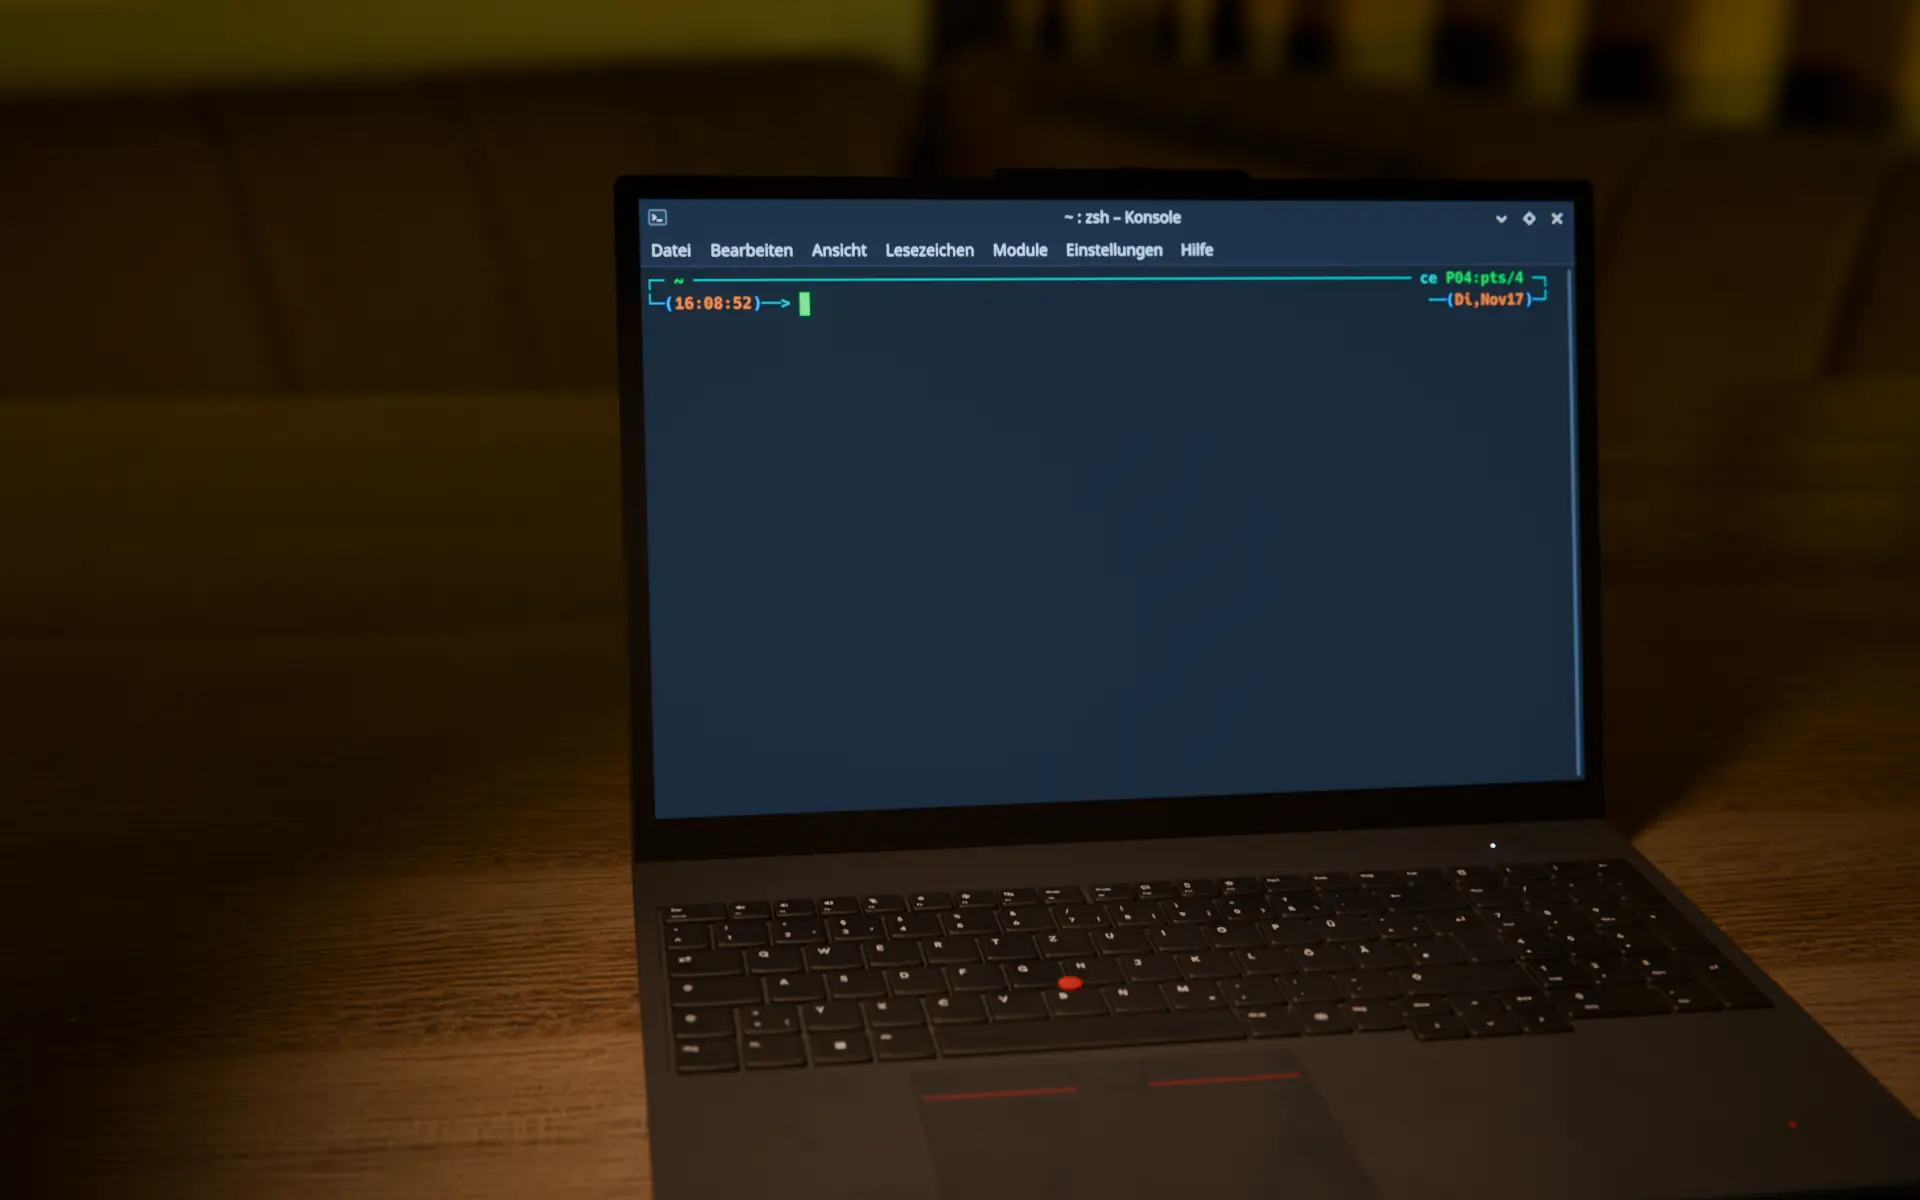 ~ : zsh – Konsole
Datei Bearbeiten Ansicht Lesezeichen Module Einstellungen Hilfe
~ ce P04:pts/4
(16:08:52)—> —(Di,Nov17)
Q W E R T Z U I O P Ü
A S D F G H J K L Ö Ä
Y X C V B N M